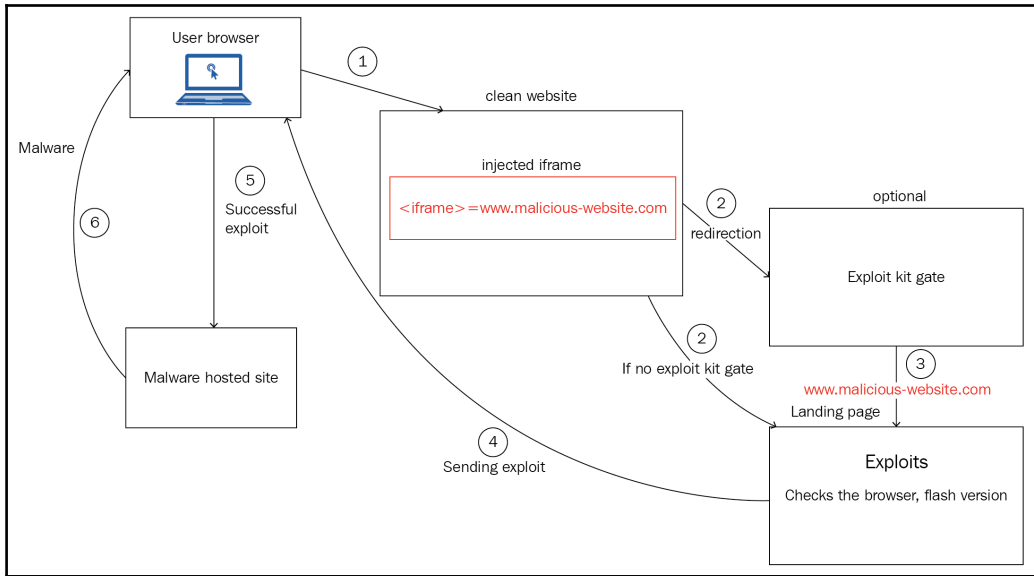 User browser
1
clean website
Malware
injected iframe
5
Successful
exploit
<iframe>=www.malicious-website.com
2
redirection
optional
6
Exploit kit gate
2
If no exploit kit gate
3
www.malicious-website.com
Malware hosted site
Landing page
4
Sending exploit
Exploits
Checks the browser, flash version